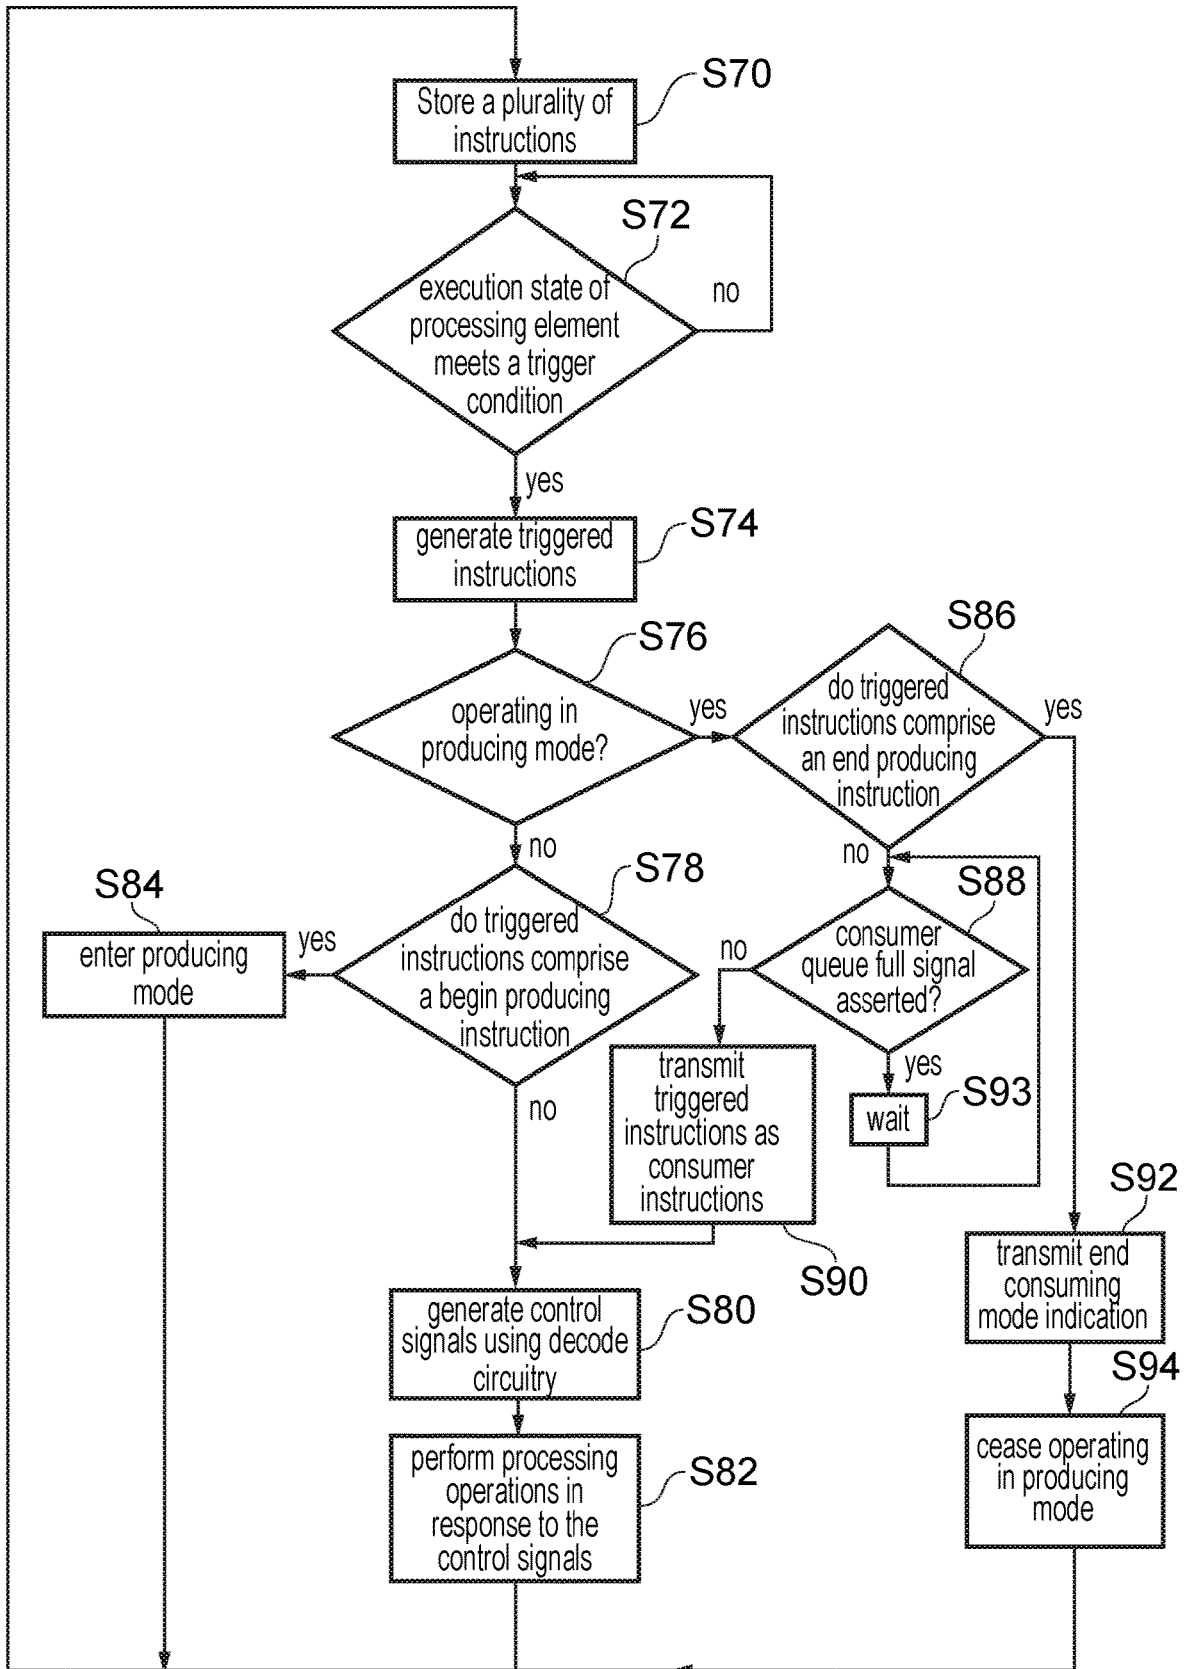 S70
Store a plurality of
instructions
S72
execution state of
processing element
meets a trigger
condition
no
yes
S74
generate triggered
instructions
S76
operating in
producing mode?
yes
no
S86
do triggered
instructions comprise
an end producing
instruction
yes
no
S84
enter producing
mode
yes
S78
do triggered
instructions comprise
a begin producing
instruction
no
S88
consumer
queue full signal
asserted?
no
yes
S93
wait
transmit
triggered
instructions as
consumer
instructions
S90
S92
transmit end
consuming
mode indication
S80
generate control
signals using decode
circuitry
S94
cease operating
in producing
mode
S82
perform processing
operations in
response to the
control signals